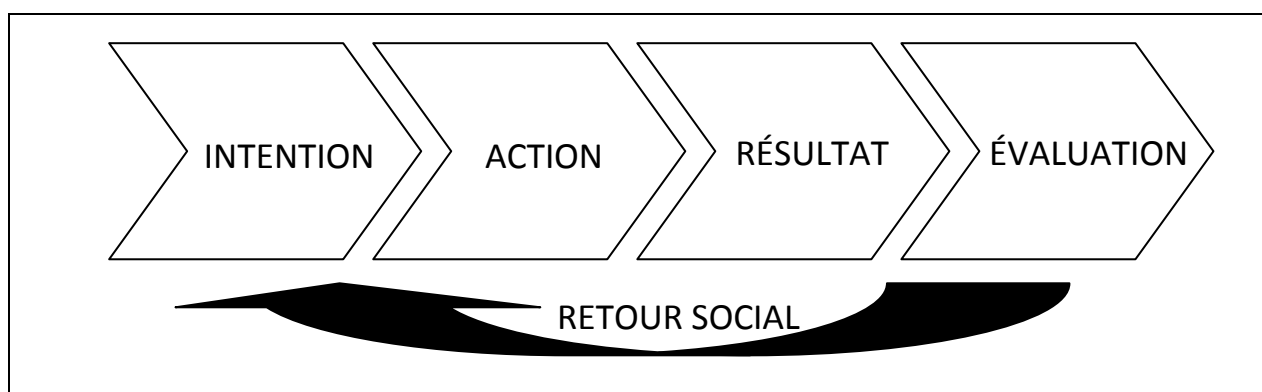 INTENTION
ACTION
RÉSULTAT
ÉVALUATION
RETOUR SOCIAL